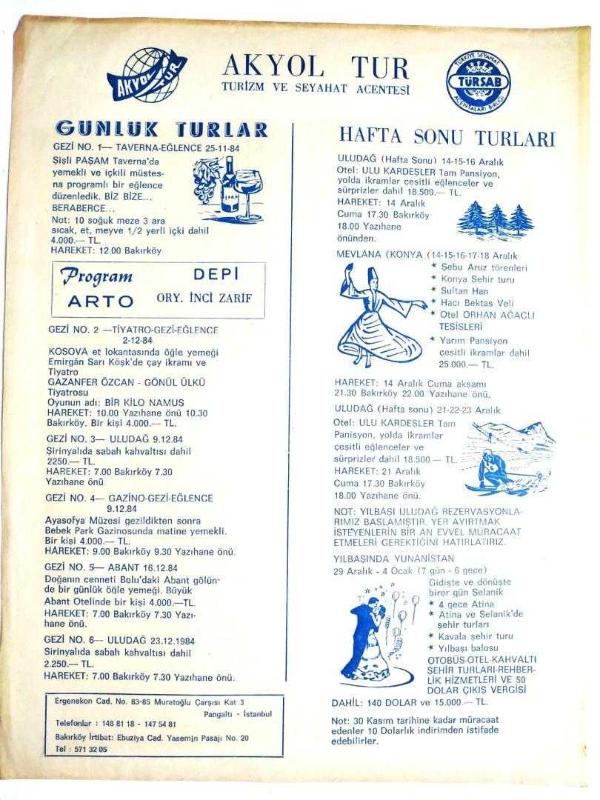 AKYOL TUR
AKYOL TUR
TURİZM VE SEYAHAT ACENTESİ
TÜRKİYE SEYAHAT
TÜRSAB
ACENTALARI BİRLİĞİ
GÜNLÜK TURLAR
GEZİ NO. 1— TAVERNA-EĞLENCE 25-11-84
Şişli PAŞAM Taverna'da
yemekli ve içkili müstes-
na programlı bir eğlence
düzenledik. BİZ BİZE...
BERABERCE...
Not: 10 soğuk meze 3 ara
sıcak, et, meyve 1/2 yerli içki dahil
4.000.— TL.
HAREKET: 12.00 Bakırköy
Program DEPİ
ARTO ORY. İNCİ ZARİF
GEZİ NO. 2 —TİYATRO-GEZİ-EĞLENCE
2-12-84
KOSOVA et lokantasında öğle yemeği
Emirgân Sarı Köşk'de çay ikramı ve
Tiyatro
GAZANFER ÖZCAN - GÖNÜL ÜLKÜ
Tiyatrosu
Oyunun adı: BİR KİLO NAMUS
HAREKET: 10.00 Yazıhane önü 10.30
Bakırköy. Bir kişi 4.000.—TL.
GEZİ NO. 3— ULUDAĞ 9.12.84
Sirinyalıda sabah kahvaltısı dahil
2250.— TL.
HAREKET: 7.00 Bakırköy 7.30
Yazıhane önü
GEZİ NO. 4— GAZİNO-GEZİ-EĞLENCE
9.12.84
Ayasofya Müzesi gezildikten sonra
Bebek Park Gazinosunda matine yemekli.
Bir kişi 4.000.— TL.
HAREKET: 9.00 Bakırköy 9.30 Yazıhane önü.
GEZİ NO. 5— ABANT 16.12.84
Doğanın cenneti Bolu'daki Abant gölün-
de bir günlük öğle yemeği. Büyük
Abant Otelinde bir kişi 4.000.—TL.
HAREKET: 7.00 Bakırköy 7.30 Yazı-
hane önü.
GEZİ NO. 6— ULUDAĞ 23.12.1984
Sirinyalıda sabah kahvaltısı dahil
2.250.— TL.
HAREKET: 7.00 Bakırköy 7.30 Yazıhane önü.
Ergenekon Cad. No. 83-85 Muratoğlu Çarşısı Kat 3
Pangaltı - İstanbul
Telefonlar : 148 81 18 - 147 54 81
Bakırköy İrtibat: Ebuziya Cad. Yasemin Pasajı No. 20
Tel : 571 32 05
HAFTA SONU TURLARI
ULUDAĞ (Hafta Sonu) 14-15-16 Aralık
Otel: ULU KARDEŞLER Tam Pansiyon,
yolda ikramlar çeşitli eğlenceler ve
sürprizler dahil 18.500.— TL.
HAREKET: 14 Aralık
Cuma 17.30 Bakırköy
18.00 Yazıhane
önünden.
MEVLANA (KONYA (14-15-16-17-18 Aralık
* Şebu Aruz törenleri
* Konya Şehir turu
* Sultan Han
* Hacı Bektaş Veli
* Otel ORHAN AĞAÇLI
TESİSLERİ
* Yarım Pansiyon
çeşitli ikramlar dahil
25.000.— TL.
HAREKET: 14 Aralık Cuma akşamı
21.30 Bakırköy 22.00 Yazıhane önü.
ULUDAĞ (Hafta sonu) 21-22-23 Aralık
Otel: ULU KARDEŞLER Tam
Panisyon, yolda ikramlar
çeşitli eğlenceler ve
sürprizler dahil 18.500— TL.
HAREKET: 21 Aralık
Cuma 17.30 Bakırköy
18.00 Yazıhane önü.
NOT: YILBAŞI ULUDAĞ REZERVASYONLA-
RIMIZ BAŞLAMIŞTIR. YER AYIRTMAK
İSTEYENLERİN BİR AN EVVEL MÜRACAAT
ETMELERİ GEREKTİĞİNİ HATIRLATIRIZ.
YILBAŞINDA YUNANİSTAN
29 Aralık - 4 Ocak (7 gün - 6 gece)
Gidişte ve dönüşte
birer gün Selanik
* 4 gece Atina
* Atina ve Selanik'de
şehir turları
* Kavala şehir turu
* Yılbaşı balosu
OTOBÜS-OTEL-KAHVALTI
ŞEHİR TURLARI-REHBER-
LİK HİZMETLERİ VE 50
DOLAR ÇIKIŞ VERGİSİ
DAHİL: 140 DOLAR ve 15.000.— TL.
Not: 30 Kasım tarihine kadar müracaat
edenler 10 Dolarlık indirimden istifade
edebilirler.